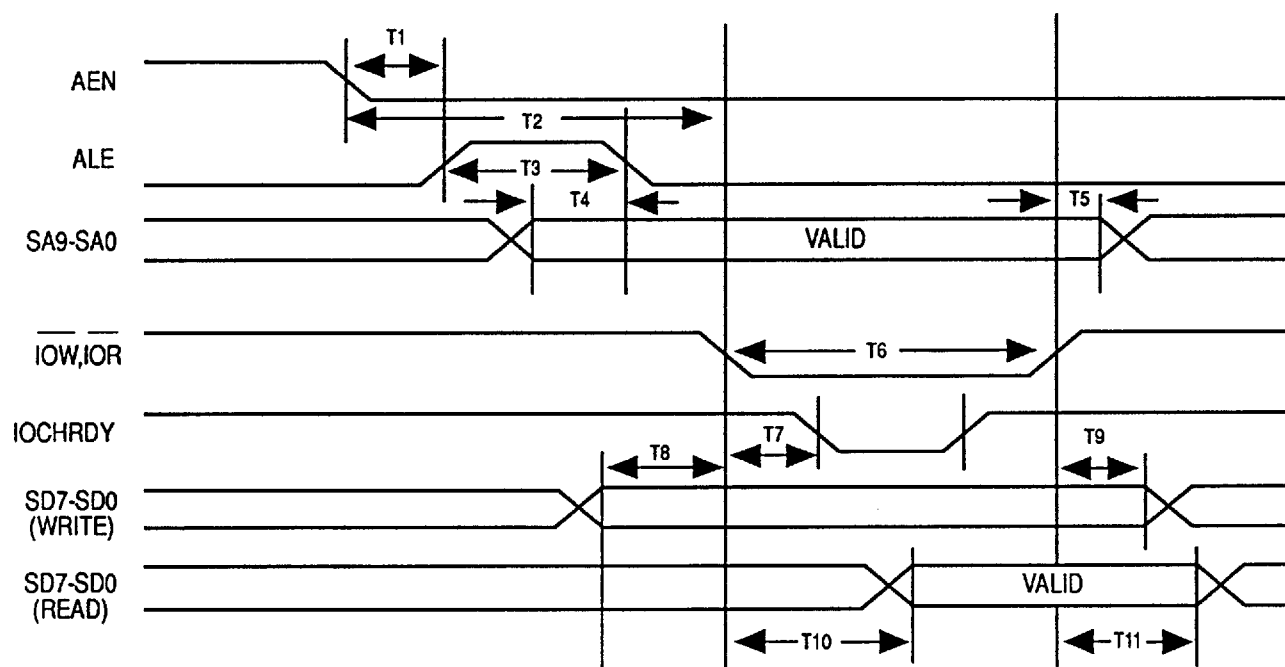 T1
AEN
T2
ALE
T3
T4
T5
SA9-SA0
VALID
IOW,IOR
T6
IOCHRDY
T7
T8
T9
SD7-SD0
(WRITE)
SD7-SD0
(READ)
VALID
T10
T11